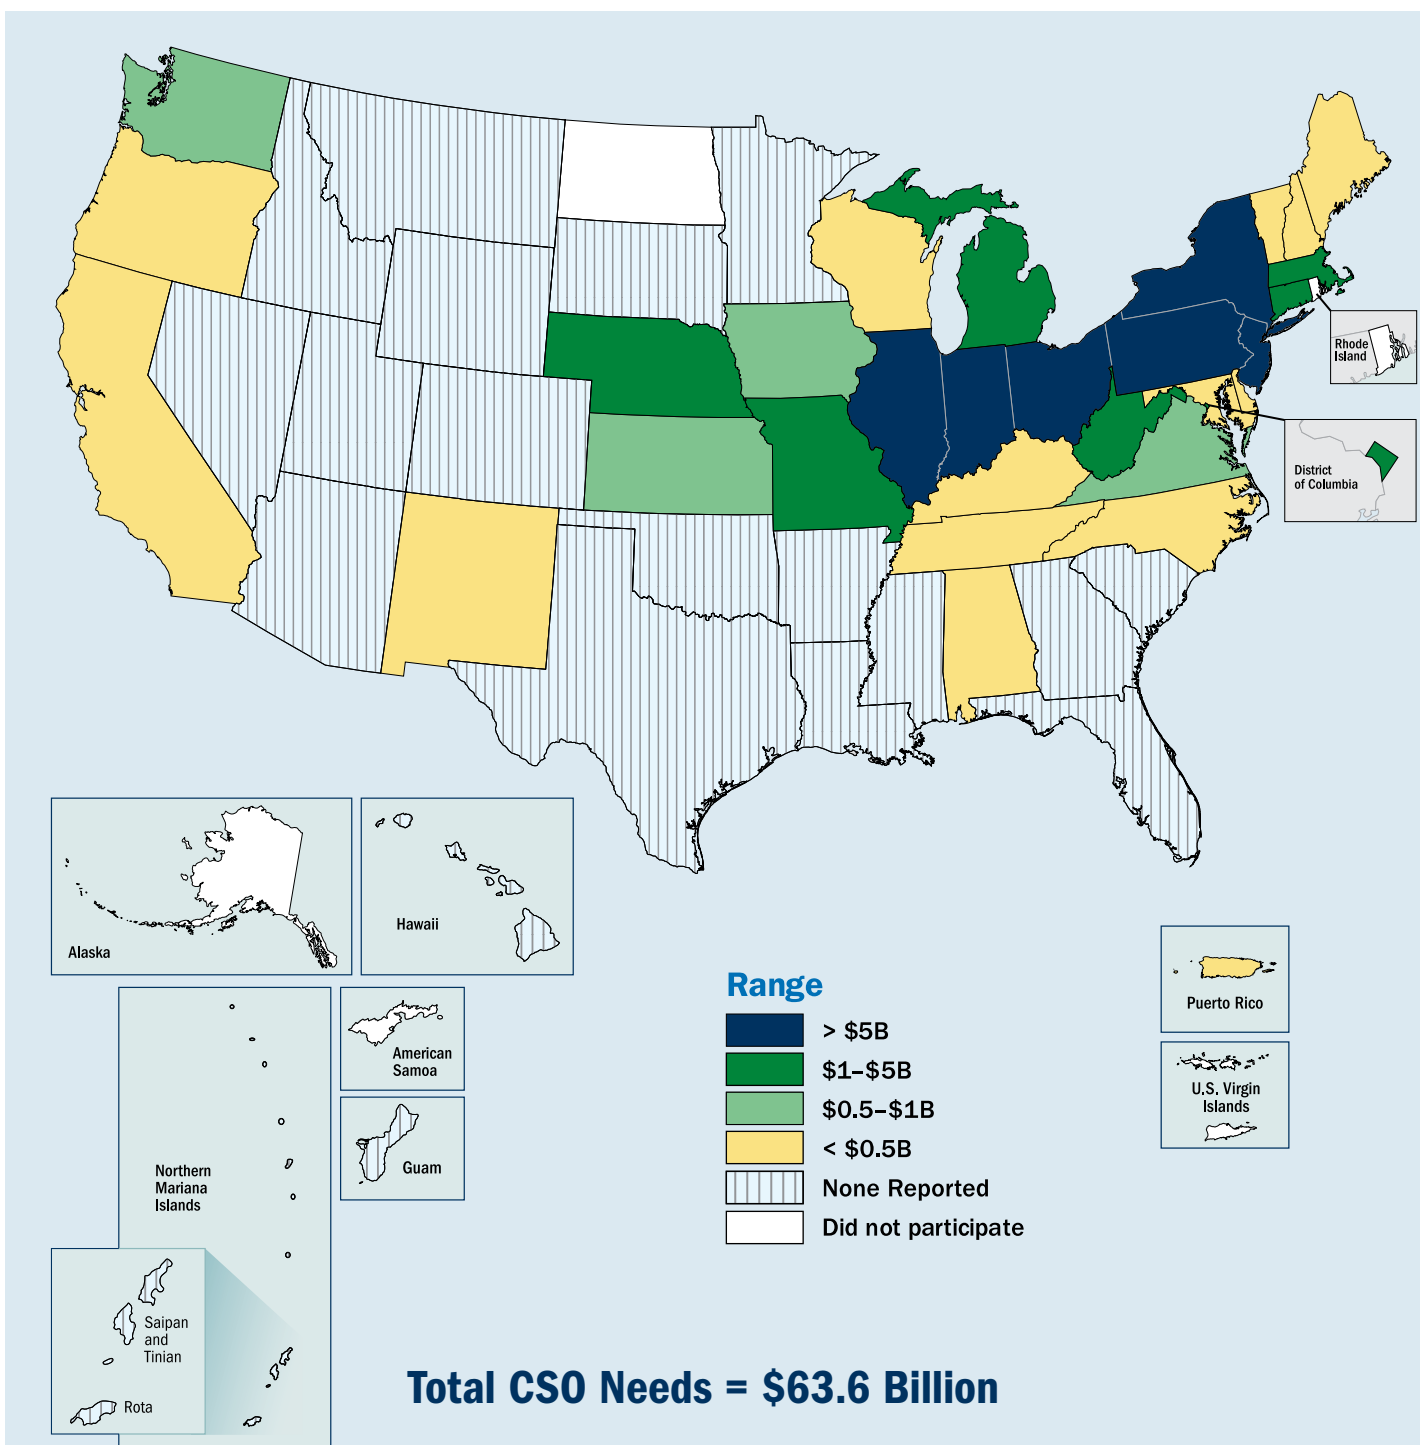 Rhode
Island
District
of Columbia
Alaska
Hawaii
American
Samoa
Guam
Northern
Mariana
Islands
Saipan
and
Tinian
Rota
Puerto Rico
U.S. Virgin
Islands
Range
> $5B
$1–$5B
$0.5–$1B
< $0.5B
None Reported
Did not participate
Total CSO Needs = $63.6 Billion